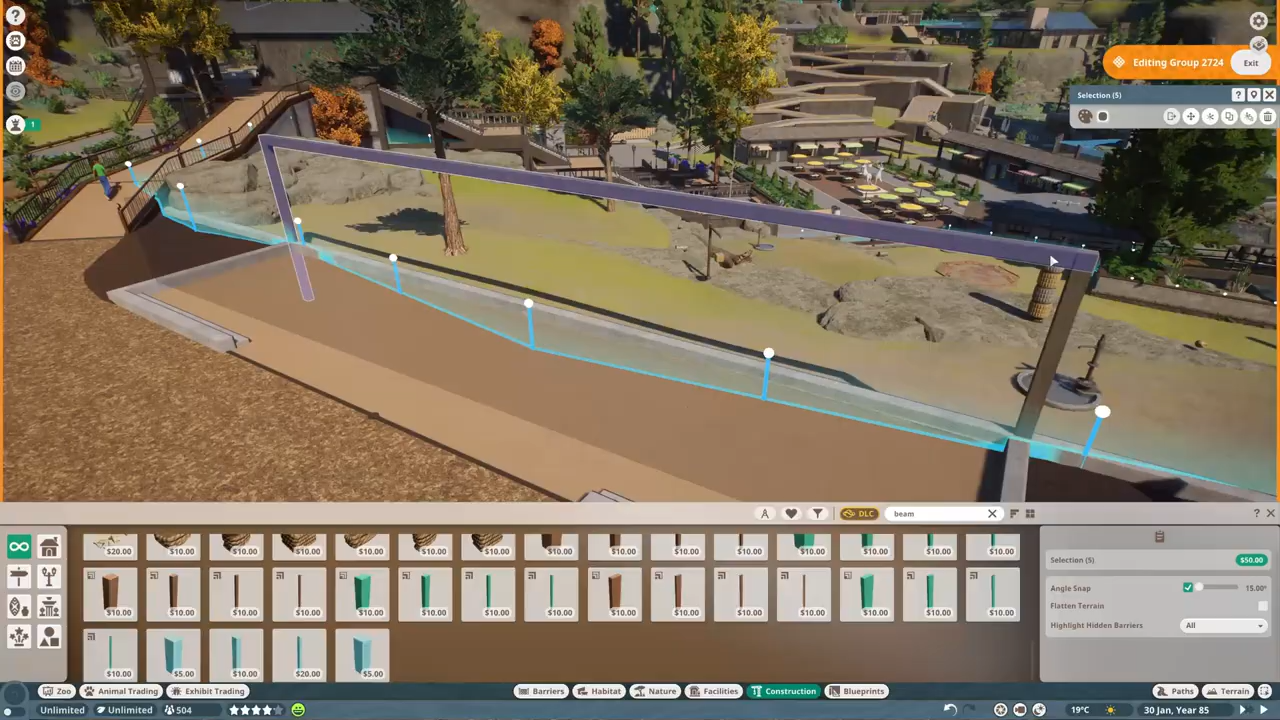 ?
Editing Group 2724
Exit
Selection (5)
?
1
DLC
beam
?
$20.00 $10.00 $10.00 $10.00 $10.00 $10.00 $10.00 $10.00 $10.00 $10.00 $10.00 $10.00 $10.00 $10.00 $10.00
$10.00 $10.00 $10.00 $10.00 $10.00 $10.00 $10.00 $10.00 $10.00 $10.00 $10.00 $10.00 $10.00 $10.00 $10.00
$10.00 $5.00 $10.00 $20.00 $5.00
Selection (5)
$50.00
Angle Snap
15.00°
Flatten Terrain
Highlight Hidden Barriers
All
Zoo
Animal Trading
Exhibit Trading
Barriers
Habitat
Nature
Facilities
Construction
Blueprints
Paths
Terrain
Unlimited
Unlimited
504
19°C
30 Jan, Year 85